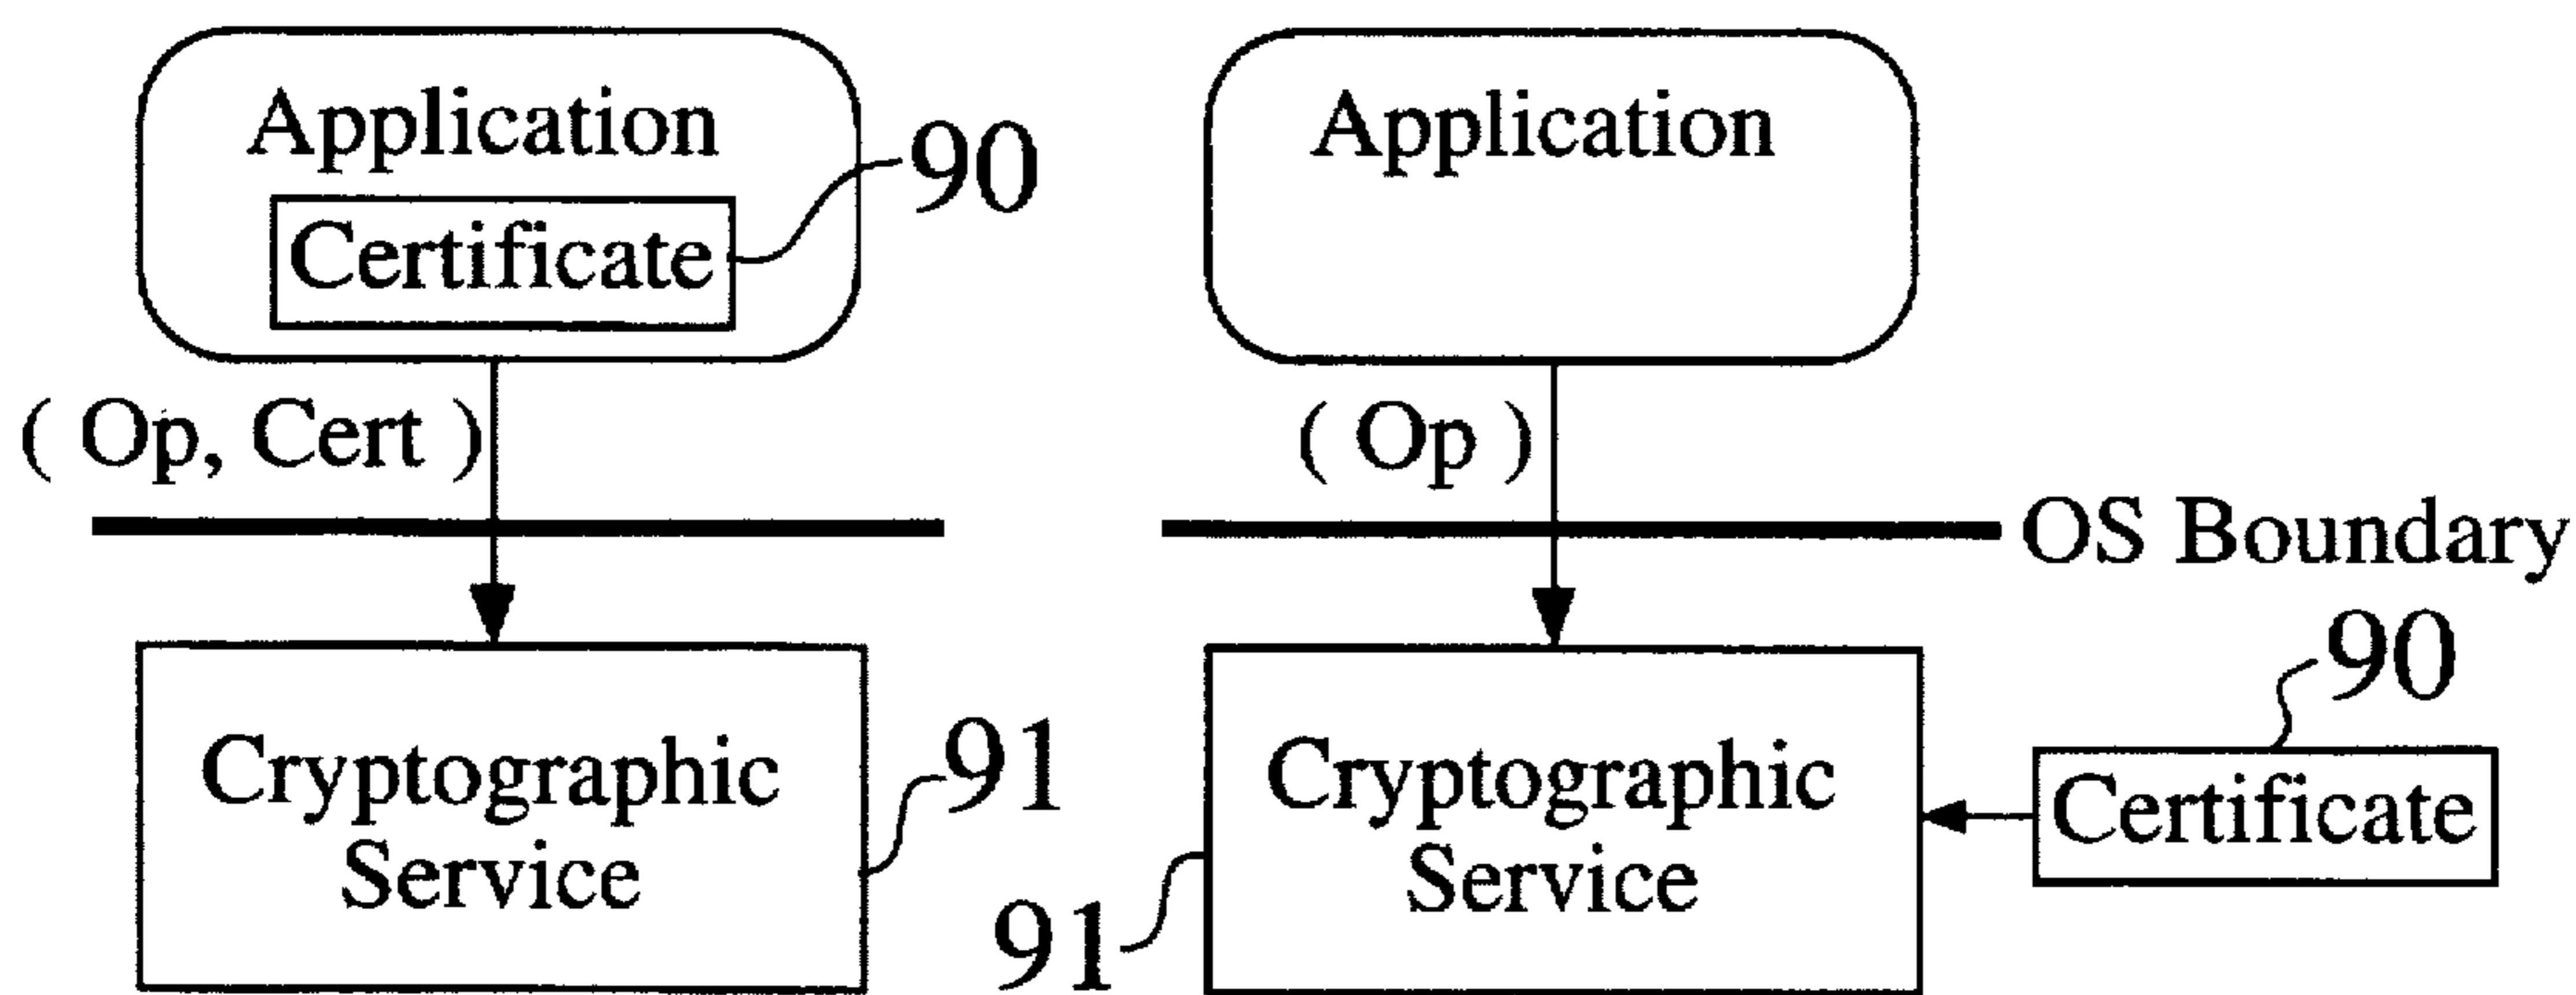 Application
Certificate
90
( Op, Cert )
Cryptographic
Service
91
Application
( Op )
OS Boundary
Cryptographic
Service
91
90
Certificate